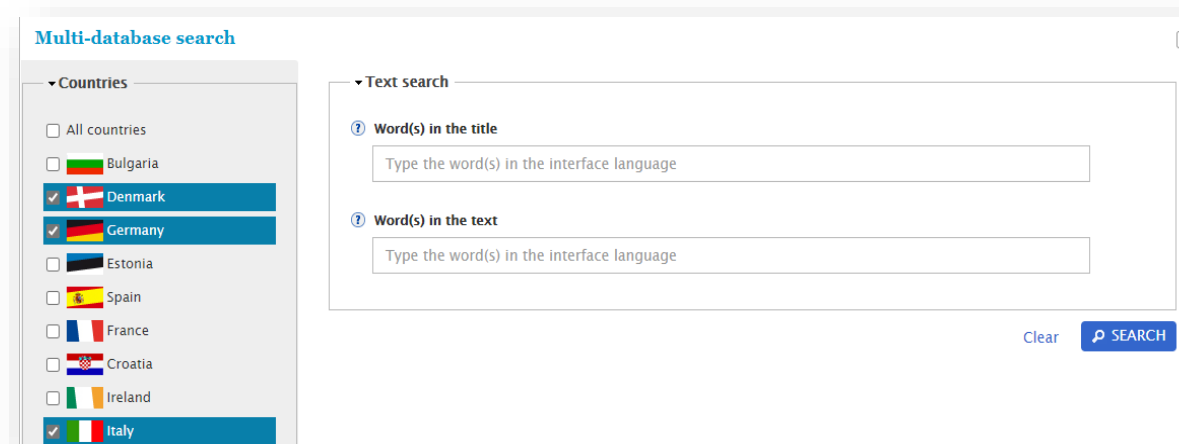 Multi-database search
Countries
All countries
Bulgaria
Denmark
Germany
Estonia
Spain
France
Croatia
Ireland
Italy
Text search
? Word(s) in the title
Type the word(s) in the interface language
? Word(s) in the text
Type the word(s) in the interface language
Clear
SEARCH